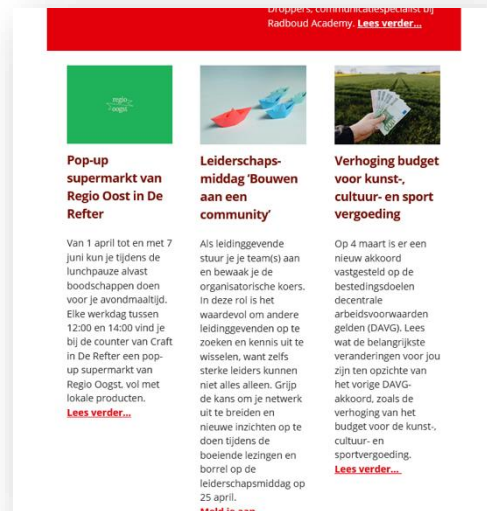 Droppers, communicatiespecialist bij
Radboud Academy. Lees verder...
regio
oogst
Pop-up
supermarkt van
Regio Oost in De
Refter
Van 1 april tot en met 7
juni kun je tijdens de
lunchpauze alvast
boodschappen doen
voor je avondmaaltijd.
Elke werkdag tussen
12:00 en 14:00 vind je
bij de counter van Craft
in De Refter een pop-
up supermarkt van
Regio Oogst, vol met
lokale producten.
Lees verder...
Leiderschaps-
middag ‘Bouwen
aan een
community’
Als leidinggevende
stuur je je team(s) aan
en bewaak je de
organisatorische koers.
In deze rol is het
waardevol om andere
leidinggevenden op te
zoeken en kennis uit te
wisselen, want zelfs
sterke leiders kunnen
niet alles alleen. Grijp
de kans om je netwerk
uit te breiden en
nieuwe inzichten op te
doen tijdens de
boeiende lezingen en
borrel op de
leiderschapsmiddag op
25 april.
Meld je aan
Verhoging budget
voor kunst-,
cultuur- en sport
vergoeding
Op 4 maart is er een
nieuw akkoord
vastgesteld op de
bestedingsdoelen
decentrale
arbeidsvoorwaarden
gelden (DAVG). Lees
wat de belangrijkste
veranderingen voor jou
zijn ten opzichte van
het vorige DAVG-
akkoord, zoals de
verhoging van het
budget voor de kunst-,
cultuur- en
sportvergoeding.
Lees verder...